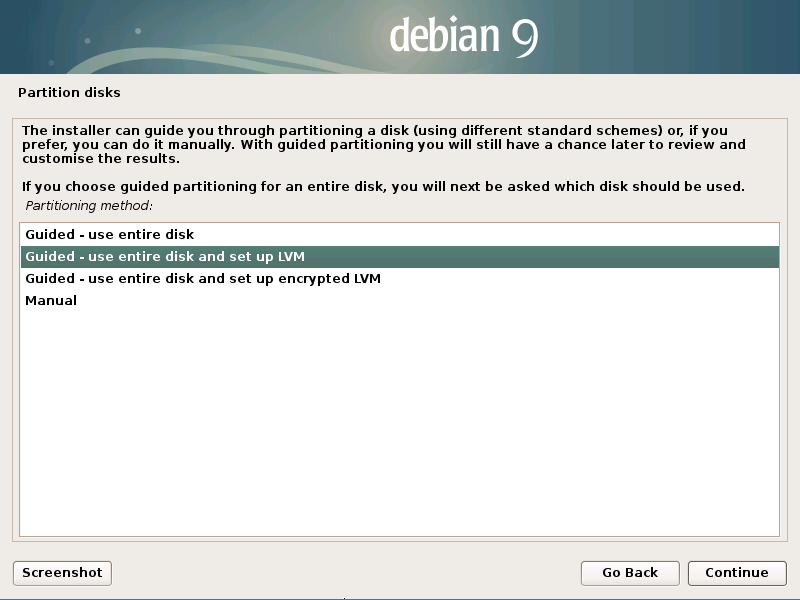 debian 9
Partition disks
The installer can guide you through partitioning a disk (using different standard schemes) or, if you
prefer, you can do it manually. With guided partitioning you will still have a chance later to review and
customise the results.
If you choose guided partitioning for an entire disk, you will next be asked which disk should be used.
Partitioning method:
Guided - use entire disk
Guided - use entire disk and set up LVM
Guided - use entire disk and set up encrypted LVM
Manual
Screenshot
Go Back
Continue